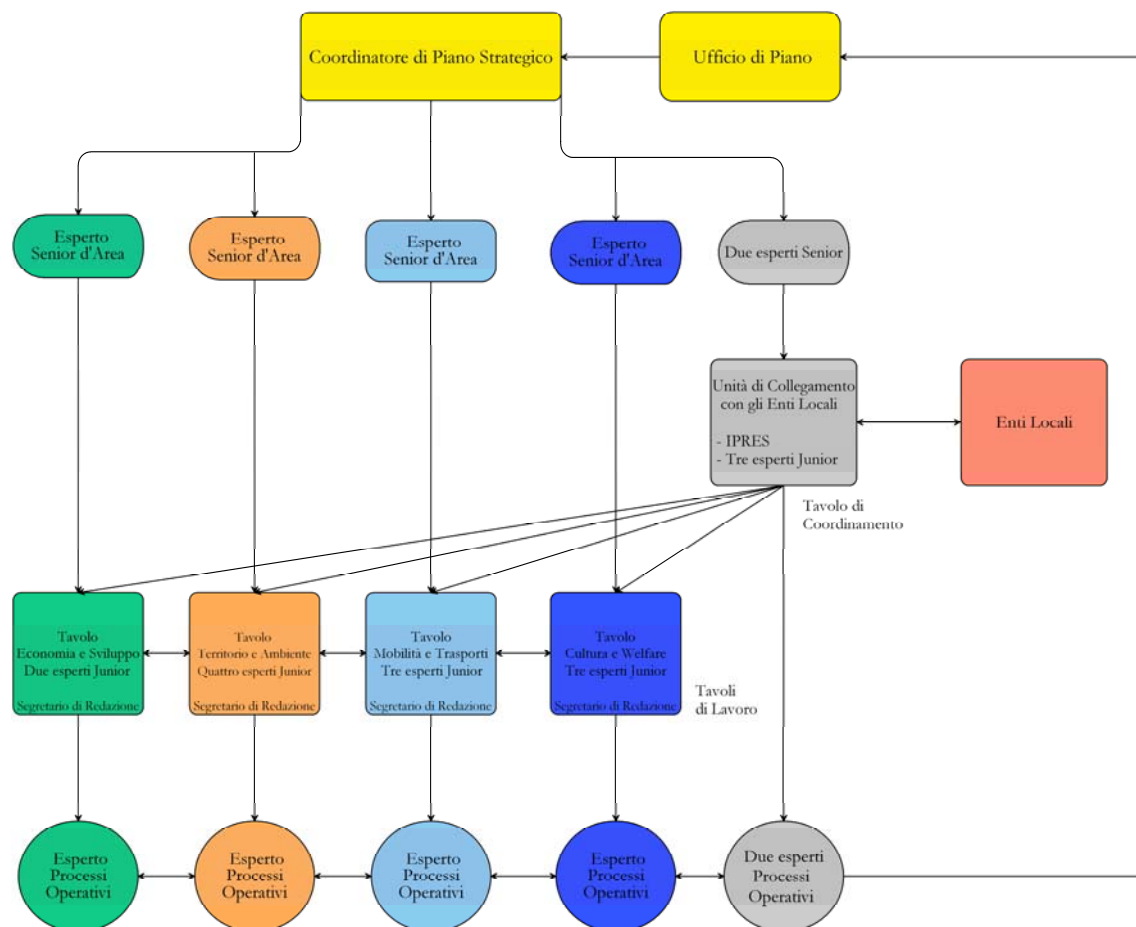 Coordinatore di Piano Strategico
Ufficio di Piano
Esperto
Senior d'Area
Esperto
Senior d'Area
Esperto
Senior d'Area
Esperto
Senior d'Area
Due esperti Senior
Unità di Collegamento
con gli Enti Locali
- IPRES
- Tre esperti Junior
Enti Locali
Tavolo di
Coordinamento
Tavolo
Economia e Sviluppo
Due esperti Junior
Segretario di Redazione
Tavolo
Territorio e Ambiente
Quattro esperti Junior
Segretario di Redazione
Tavolo
Mobilità e Trasporti
Tre esperti Junior
Segretario di Redazione
Tavolo
Cultura e Welfare
Tre esperti Junior
Segretario di Redazione
Tavoli
di Lavoro
Esperto
Processi
Operativi
Esperto
Processi
Operativi
Esperto
Processi
Operativi
Esperto
Processi
Operativi
Due esperti
Processi
Operativi